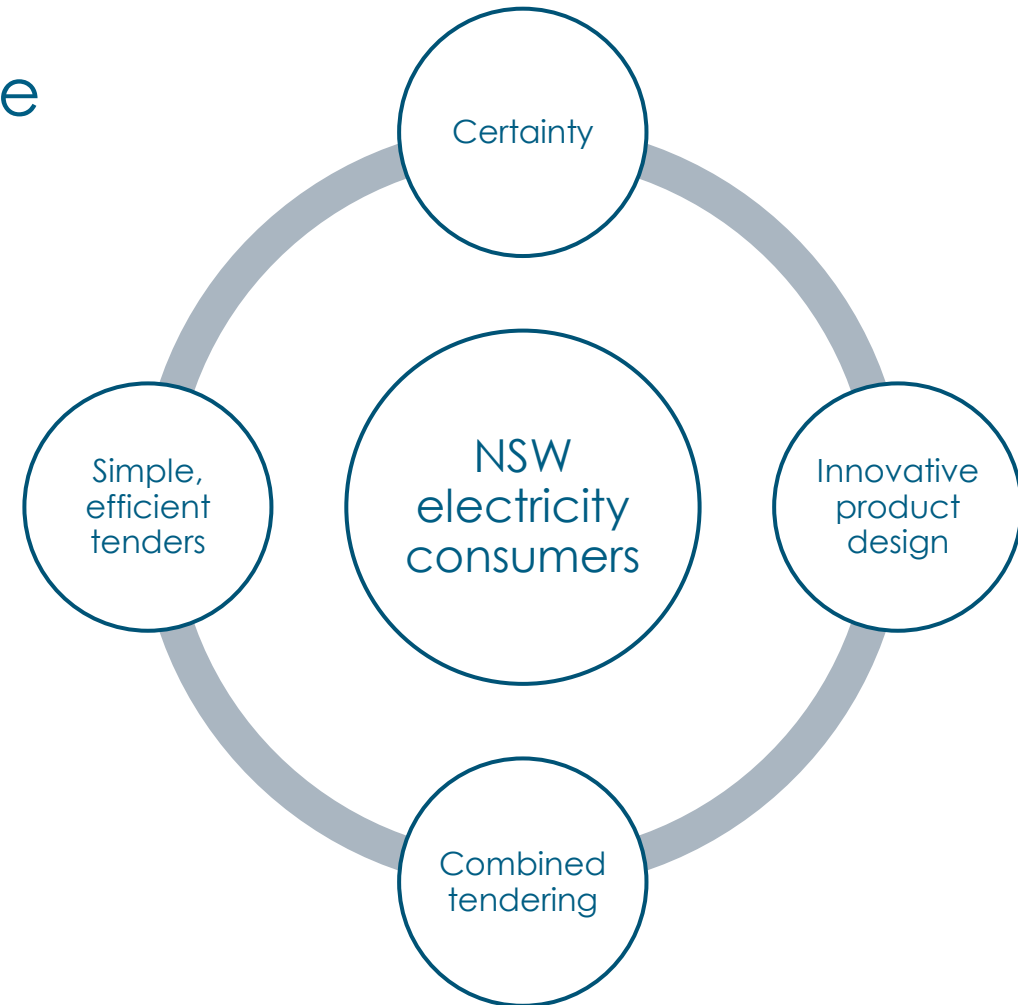 e
Certainty
Simple,
efficient
tenders
NSW
electricity
consumers
Innovative
product
design
Combined
tendering